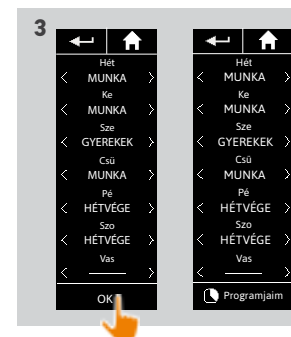 3
Hét
MUNKA
Ke
MUNKA
Sze
GYEREKEK
Csü
MUNKA
Pé
HÉTVÉGE
Szo
HÉTVÉGE
Vas
OK
Hét
MUNKA
Ke
MUNKA
Sze
GYEREKEK
Csü
MUNKA
Pé
HÉTVÉGE
Szo
HÉTVÉGE
Vas
Programjaim